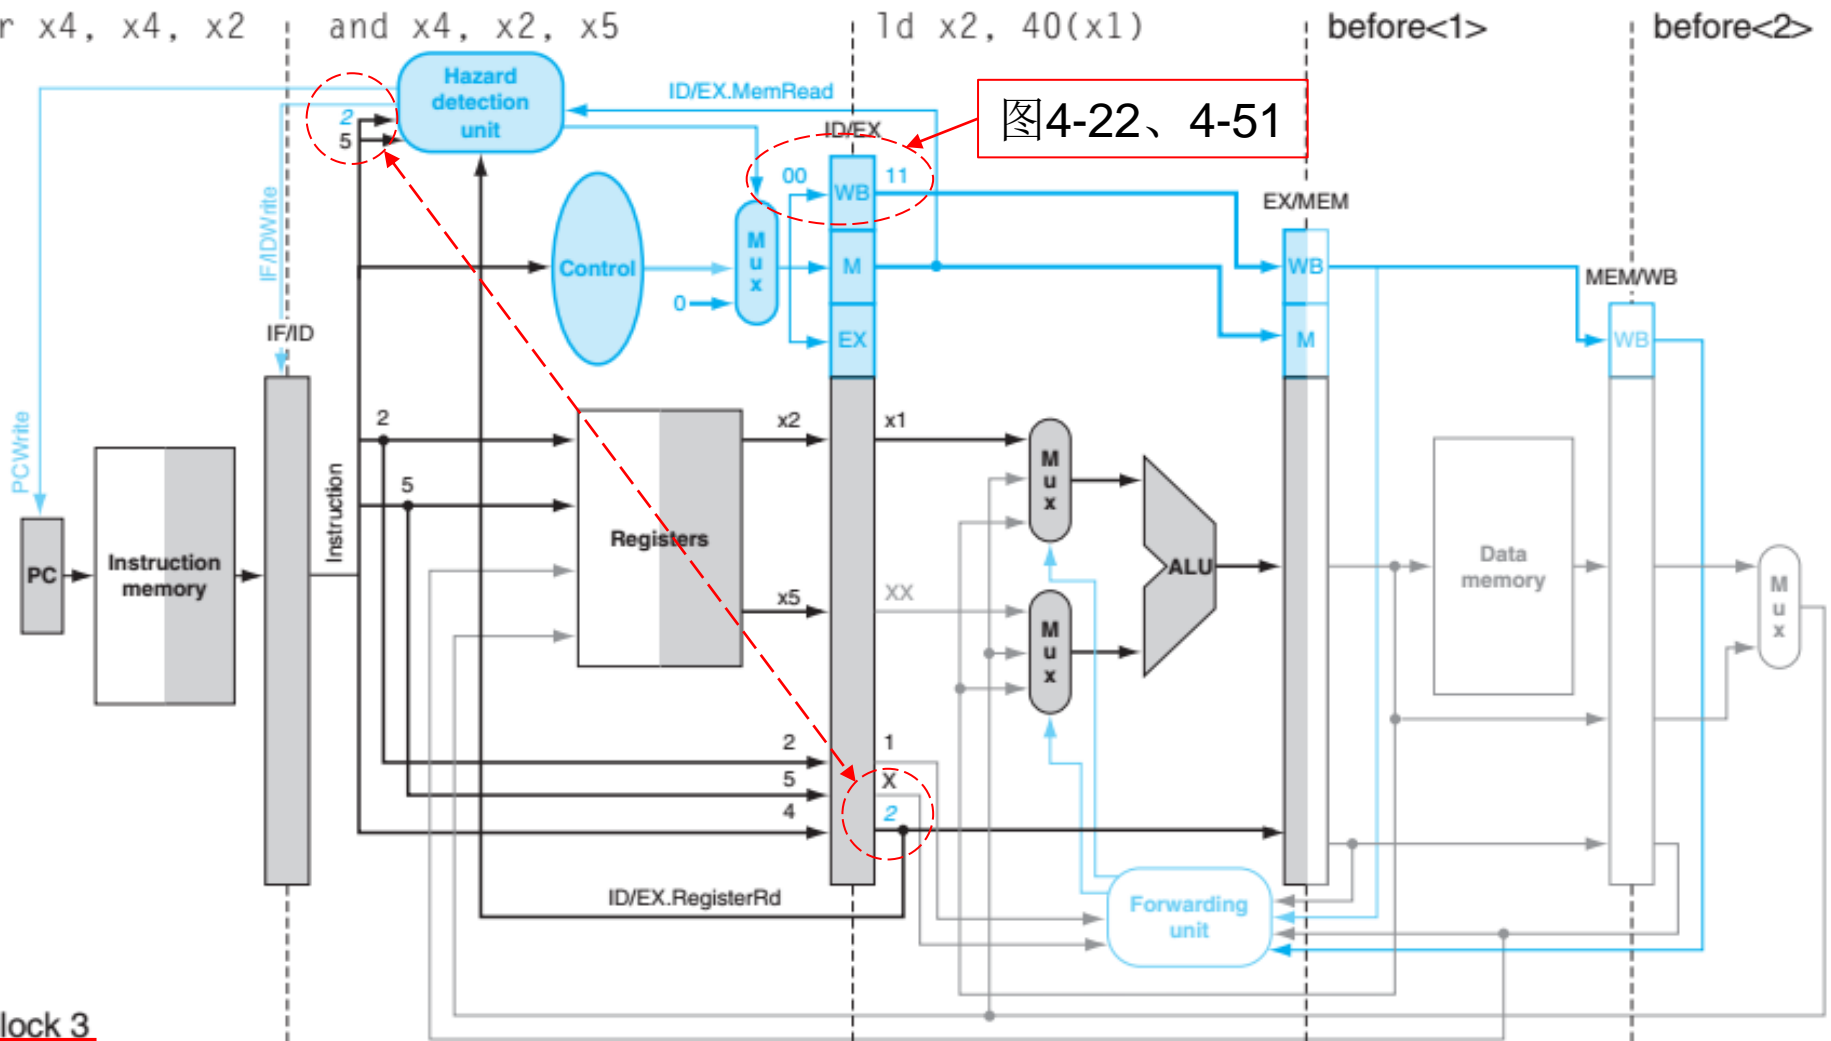 r x4, x4, x2
and x4, x2, x5
ld x2, 40(x1)
before<1>
before<2>
Hazard
detection
unit
2
5
ID/EX.MemRead
ID/EX
图4-22、4-51
00
WB
11
EX/MEM
IF/IDWrite
Control
M
u
x
M
WB
MEM/WB
0
IF/ID
EX
M
WB
PCWrite
2
x2
x1
M
u
x
Instruction
5
Registers
PC
Instruction
memory
ALU
Data
memory
M
u
x
x5
XX
M
u
x
2
1
5
X
4
2
ID/EX.RegisterRd
Forwarding
unit
lock 3